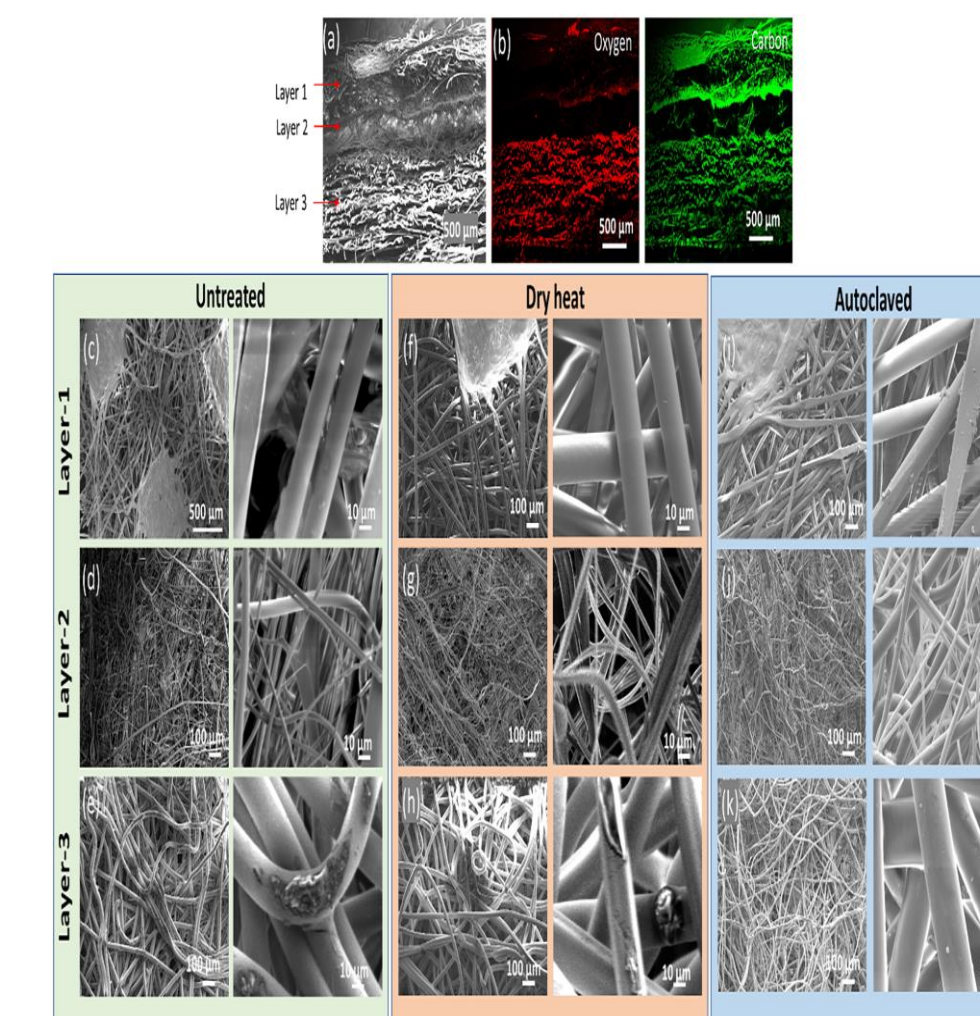 (a)
(b)
Oxygen
Carbon
Layer 1
Layer 2
Layer 3
500 µm
500 µm
500 µm
Untreated
Dry heat
Autoclaved
Layer-1
(c)
500 µm
10 µm
(f)
100 µm
10 µm
(i)
100 µm
Layer-2
(d)
100 µm
10 µm
(g)
100 µm
10 µm
(j)
100 µm
Layer-3
(e)
100 µm
10 µm
(h)
100 µm
10 µm
(k)